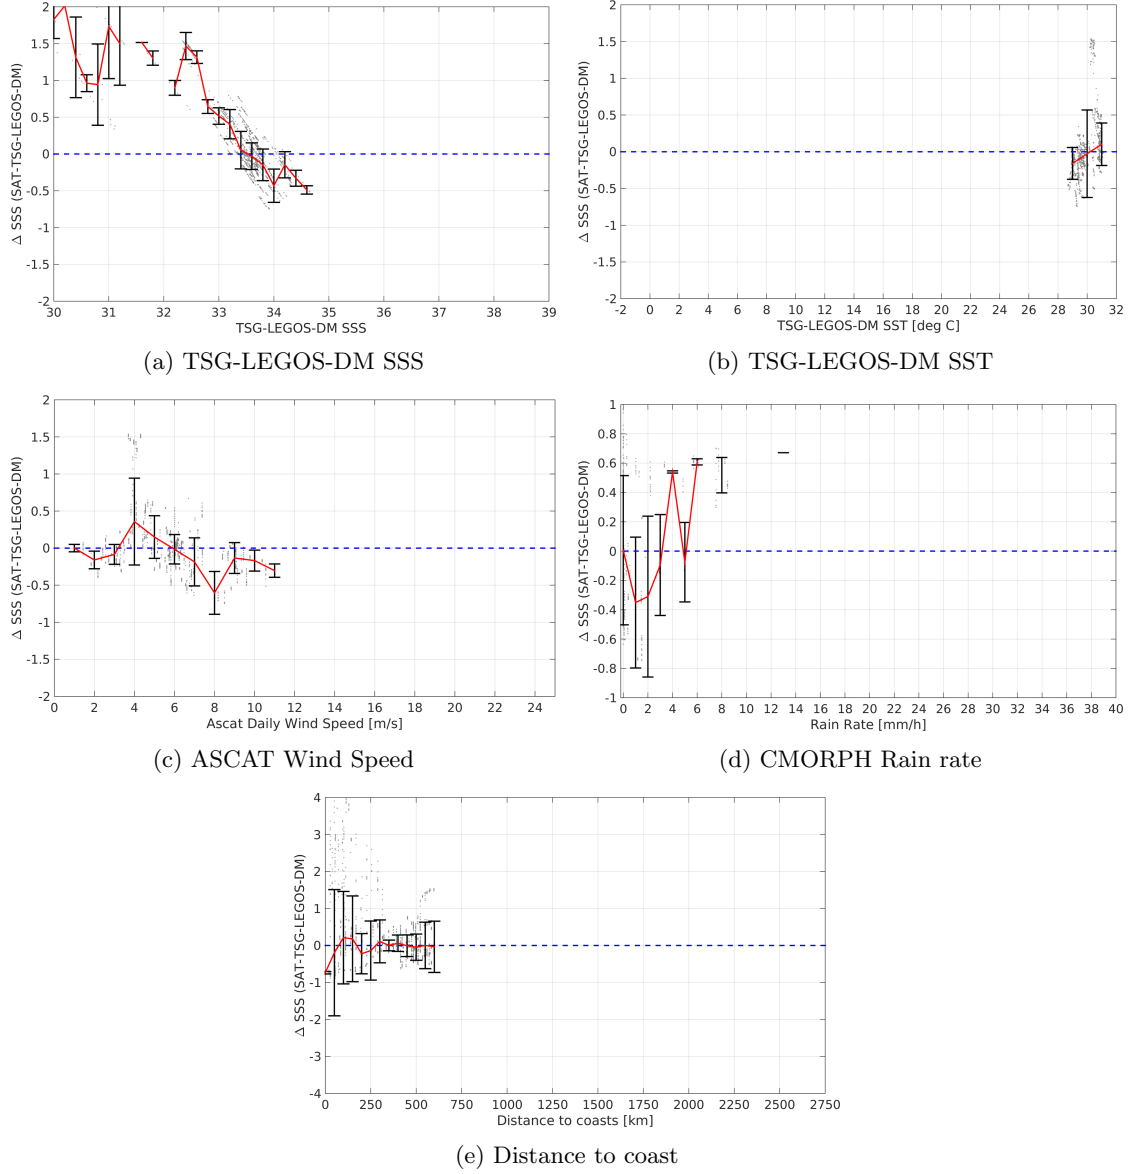 2
1.5
1
0.5
0
-0.5
-1
-1.5
-2
Δ SSS (SAT-TSG-LEGOS-DM)
30 31 32 33 34 35 36 37 38 39
TSG-LEGOS-DM SSS
(a) TSG-LEGOS-DM SSS
2
1.5
1
0.5
0
-0.5
-1
-1.5
-2
Δ SSS (SAT-TSG-LEGOS-DM)
-2 0 2 4 6 8 10 12 14 16 18 20 22 24 26 28 30 32
TSG-LEGOS-DM SST [deg C]
(b) TSG-LEGOS-DM SST
2
1.5
1
0.5
0
-0.5
-1
-1.5
-2
Δ SSS (SAT-TSG-LEGOS-DM)
0 2 4 6 8 10 12 14 16 18 20 22 24
Ascat Daily Wind Speed [m/s]
(c) ASCAT Wind Speed
1
0.8
0.6
0.4
0.2
0
-0.2
-0.4
-0.6
-0.8
-1
Δ SSS (SAT-TSG-LEGOS-DM)
0 2 4 6 8 10 12 14 16 18 20 22 24 26 28 30 32 34 36 38 40
Rain Rate [mm/h]
(d) CMORPH Rain rate
4
3
2
1
0
-1
-2
-3
-4
Δ SSS (SAT-TSG-LEGOS-DM)
0 250 500 750 1000 1250 1500 1750 2000 2250 2500 2750
Distance to coasts [km]
(e) Distance to coast